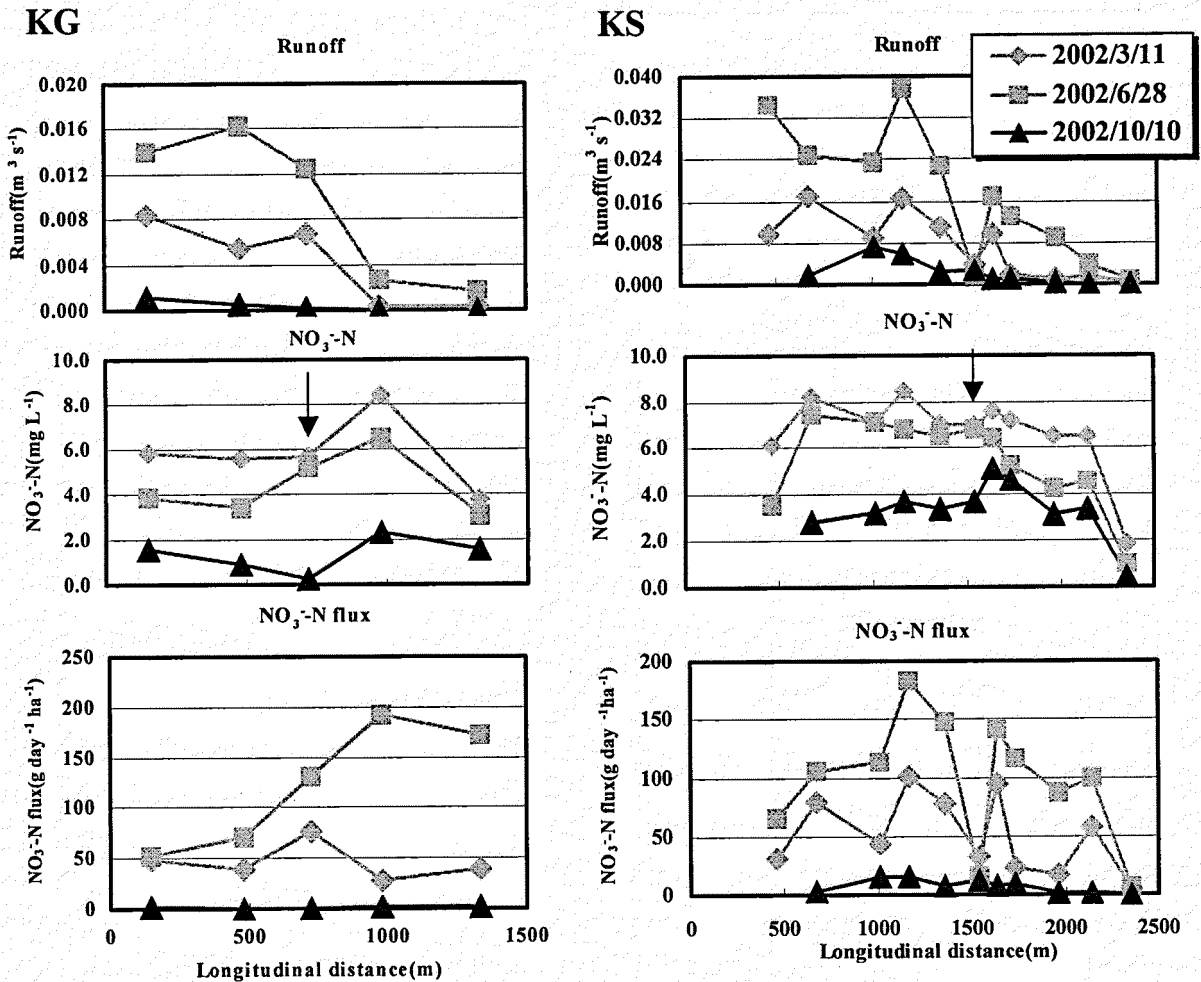 KG
Runoff
0.020
0.016
0.012
0.008
0.004
0.000
Runoff(m³ s⁻¹)
NO₃⁻-N
10.0
8.0
6.0
4.0
2.0
0.0
NO₃⁻-N(mg L⁻¹)
NO₃⁻-N flux
250
200
150
100
50
0
NO₃⁻-N flux(g day⁻¹ ha⁻¹)
0 500 1000 1500
Longitudinal distance(m)
KS
Runoff
2002/3/11
2002/6/28
2002/10/10
0.040
0.032
0.024
0.016
0.008
0.000
Runoff(m³ s⁻¹)
NO₃⁻-N
10.0
8.0
6.0
4.0
2.0
0.0
NO₃⁻-N(mg L⁻¹)
0 500 1000 1500 2000 2500
NO₃⁻-N flux
200
150
100
50
0
NO₃⁻-N flux(g day⁻¹ha⁻¹)
500 1000 1500 2000 2500
Longitudinal distance(m)